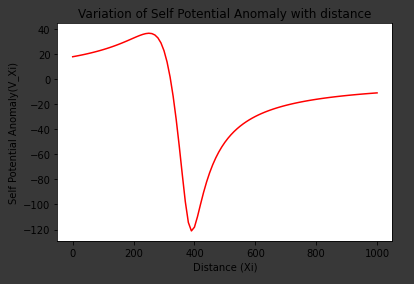 Variation of Self Potential Anomaly with distance
Self Potential Anomaly(V_Xi)
40
20
0
−20
−40
−60
−80
−100
−120
0 200 400 600 800 1000
Distance (Xi)